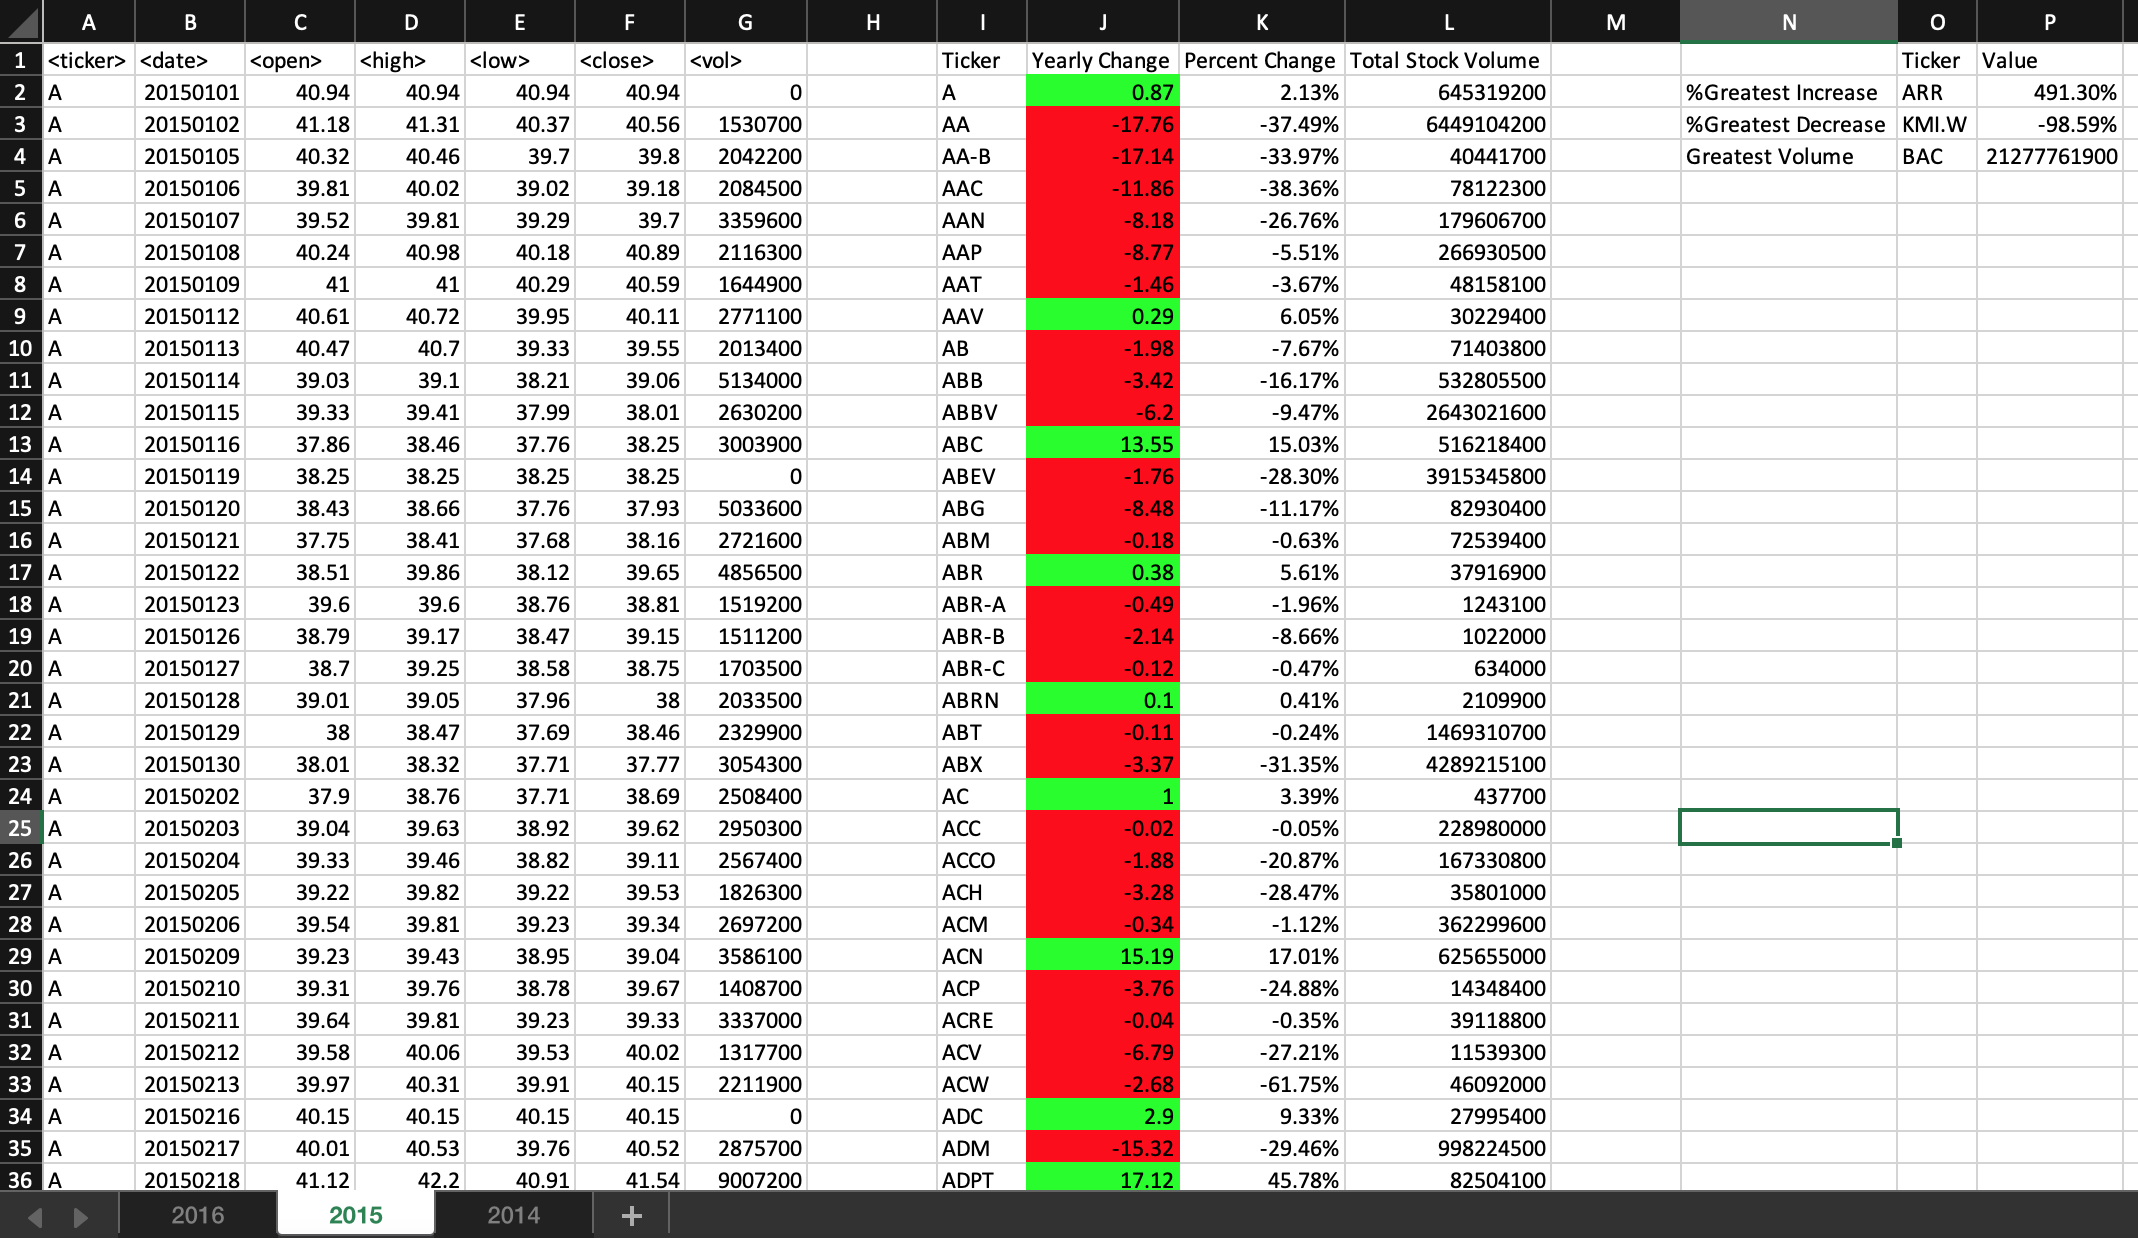 A B C D E F G H I J K L M N O P
1 <ticker> <date> <open> <high> <low> <close> <vol> Ticker Yearly Change Percent Change Total Stock Volume Ticker Value
2 A 20150101 40.94 40.94 40.94 40.94 0 A 0.87 2.13% 645319200 %Greatest Increase ARR 491.30%
3 A 20150102 41.18 41.31 40.37 40.56 1530700 AA -17.76 -37.49% 6449104200 %Greatest Decrease KMI.W -98.59%
4 A 20150105 40.32 40.46 39.7 39.8 2042200 AA-B -17.14 -33.97% 40441700 Greatest Volume BAC 21277761900
5 A 20150106 39.81 40.02 39.02 39.18 2084500 AAC -11.86 -38.36% 78122300
6 A 20150107 39.52 39.81 39.29 39.7 3359600 AAN -8.18 -26.76% 179606700
7 A 20150108 40.24 40.98 40.18 40.89 2116300 AAP -8.77 -5.51% 266930500
8 A 20150109 41 41 40.29 40.59 1644900 AAT -1.46 -3.67% 48158100
9 A 20150112 40.61 40.72 39.95 40.11 2771100 AAV 0.29 6.05% 30229400
10 A 20150113 40.47 40.7 39.33 39.55 2013400 AB -1.98 -7.67% 71403800
11 A 20150114 39.03 39.1 38.21 39.06 5134000 ABB -3.42 -16.17% 532805500
12 A 20150115 39.33 39.41 37.99 38.01 2630200 ABBV -6.2 -9.47% 2643021600
13 A 20150116 37.86 38.46 37.76 38.25 3003900 ABC 13.55 15.03% 516218400
14 A 20150119 38.25 38.25 38.25 38.25 0 ABEV -1.76 -28.30% 3915345800
15 A 20150120 38.43 38.66 37.76 37.93 5033600 ABG -8.48 -11.17% 82930400
16 A 20150121 37.75 38.41 37.68 38.16 2721600 ABM -0.18 -0.63% 72539400
17 A 20150122 38.51 39.86 38.12 39.65 4856500 ABR 0.38 5.61% 37916900
18 A 20150123 39.6 39.6 38.76 38.81 1519200 ABR-A -0.49 -1.96% 1243100
19 A 20150126 38.79 39.17 38.47 39.15 1511200 ABR-B -2.14 -8.66% 1022000
20 A 20150127 38.7 39.25 38.58 38.75 1703500 ABR-C -0.12 -0.47% 634000
21 A 20150128 39.01 39.05 37.96 38 2033500 ABRN 0.1 0.41% 2109900
22 A 20150129 38 38.47 37.69 38.46 2329900 ABT -0.11 -0.24% 1469310700
23 A 20150130 38.01 38.32 37.71 37.77 3054300 ABX -3.37 -31.35% 4289215100
24 A 20150202 37.9 38.76 37.71 38.69 2508400 AC 1 3.39% 437700
25 A 20150203 39.04 39.63 38.92 39.62 2950300 ACC -0.02 -0.05% 228980000
26 A 20150204 39.33 39.46 38.82 39.11 2567400 ACCO -1.88 -20.87% 167330800
27 A 20150205 39.22 39.82 39.22 39.53 1826300 ACH -3.28 -28.47% 35801000
28 A 20150206 39.54 39.81 39.23 39.34 2697200 ACM -0.34 -1.12% 362299600
29 A 20150209 39.23 39.43 38.95 39.04 3586100 ACN 15.19 17.01% 625655000
30 A 20150210 39.31 39.76 38.78 39.67 1408700 ACP -3.76 -24.88% 14348400
31 A 20150211 39.64 39.81 39.23 39.33 3337000 ACRE -0.04 -0.35% 39118800
32 A 20150212 39.58 40.06 39.53 40.02 1317700 ACV -6.79 -27.21% 11539300
33 A 20150213 39.97 40.31 39.91 40.15 2211900 ACW -2.68 -61.75% 46092000
34 A 20150216 40.15 40.15 40.15 40.15 0 ADC 2.9 9.33% 27995400
35 A 20150217 40.01 40.53 39.76 40.52 2875700 ADM -15.32 -29.46% 998224500
36 A 20150218 41.12 42.2 40.91 41.54 9007200 ADPT 17.12 45.78% 82504100
2016 2015 2014 +